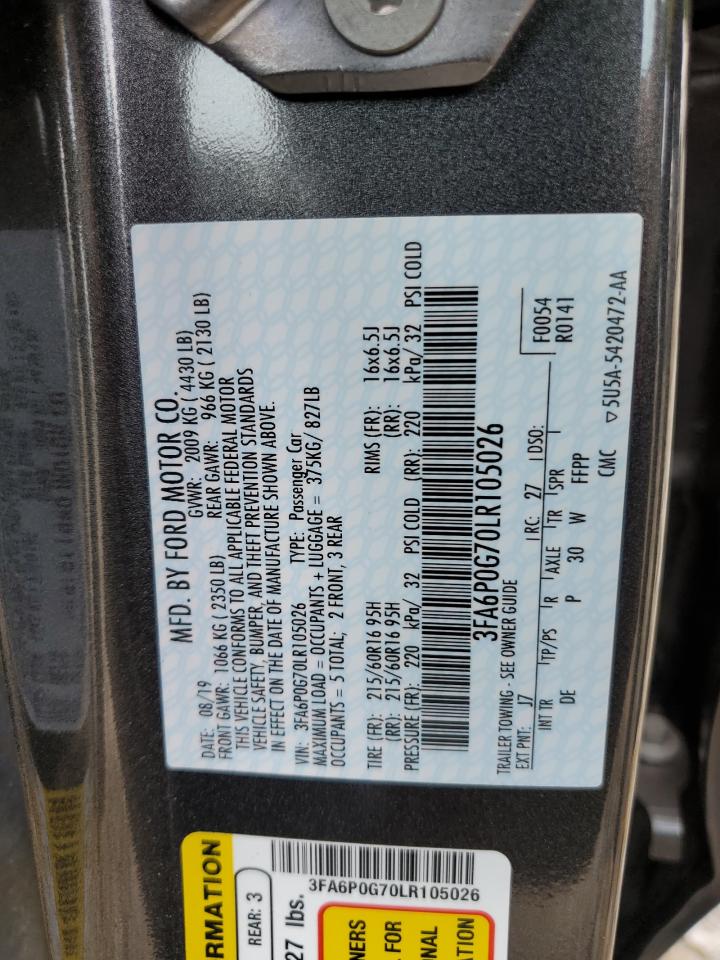 MFD. BY FORD MOTOR CO.
DATE: 08/19 GVWR: 2009 KG ( 4430 LB)
FRONT GAWR: 1066 KG ( 2350 LB) REAR GAWR: 966 KG ( 2130 LB)
THIS VEHICLE CONFORMS TO ALL APPLICABLE FEDERAL MOTOR
VEHICLE SAFETY, BUMPER, AND THEFT PREVENTION STANDARDS
IN EFFECT ON THE DATE OF MANUFACTURE SHOWN ABOVE.
VIN: 3FA6P0G70LR105026 TYPE: Passenger Car
MAXIMUM LOAD = OCCUPANTS + LUGGAGE = 375KG/ 827LB
OCCUPANTS = 5 TOTAL; 2 FRONT, 3 REAR
TIRE (FR): 215/60R16 95H RIMS (FR): 16x6.5J
(RR): 215/60R16 95H (RR): 16x6.5J
PRESSURE (FR): 220 kPa/ 32 PSI COLD (RR): 220 kPa/ 32 PSI COLD
3FA6P0G70LR105026
TRAILER TOWING - SEE OWNER GUIDE
EXT PNT: J7 RC: 27 DSO: F0054
R0141
INT TR TP/PS R AXLE TR SPR
DE P 30 W FFPP
CMC ▽5U5A-5420472-AA
RMATION
REAR: 3
27 lbs.
3FA6P0G70LR105026
NERS
FOR
NAL
ATION